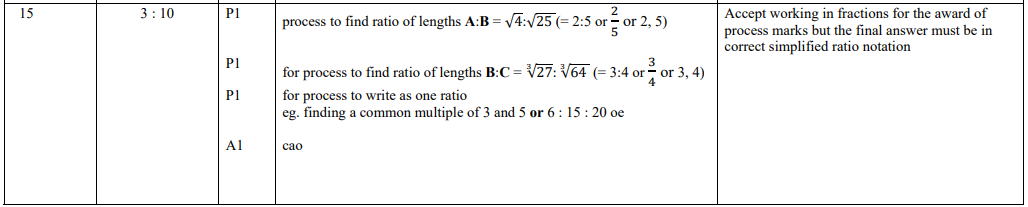 15
3 : 10
P1
process to find ratio of lengths A:B = √4:√25 (= 2:5 or 2/5 or 2, 5)
Accept working in fractions for the award of
process marks but the final answer must be in
correct simplified ratio notation
P1
for process to find ratio of lengths B:C = ∛27: ∛64 (= 3:4 or 3/4 or 3, 4)
P1
for process to write as one ratio
eg. finding a common multiple of 3 and 5 or 6 : 15 : 20 oe
A1
cao